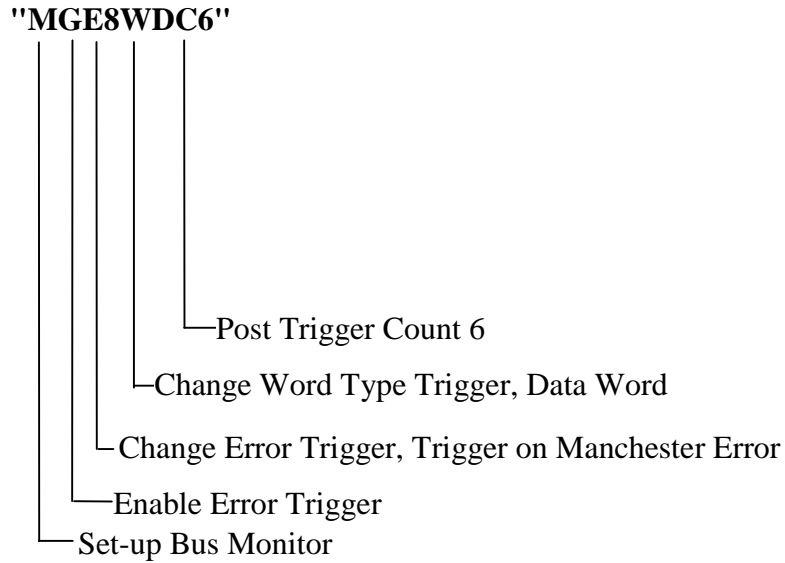 "MGE8WDC6"
Post Trigger Count 6
Change Word Type Trigger, Data Word
Change Error Trigger, Trigger on Manchester Error
Enable Error Trigger
Set-up Bus Monitor